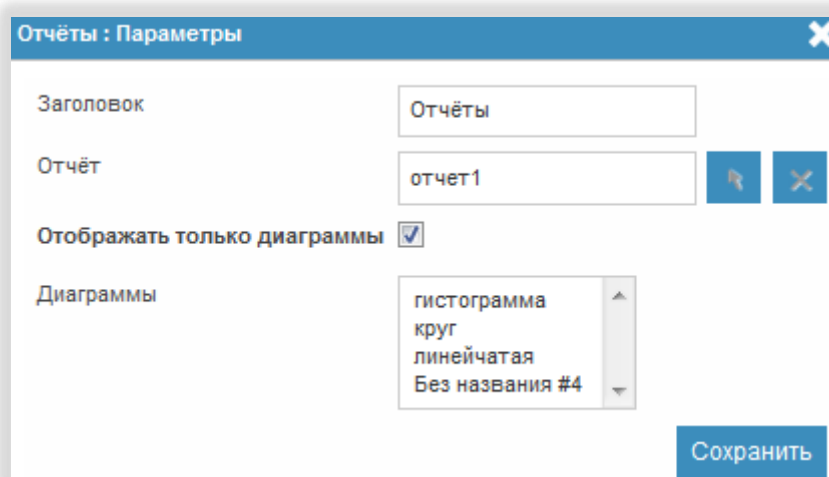 Отчёты : Параметры
Заголовок
Отчёты
Отчёт
отчет1
Отображать только диаграммы
Диаграммы
гистограмма
круг
линейчатая
Без названия #4
Сохранить